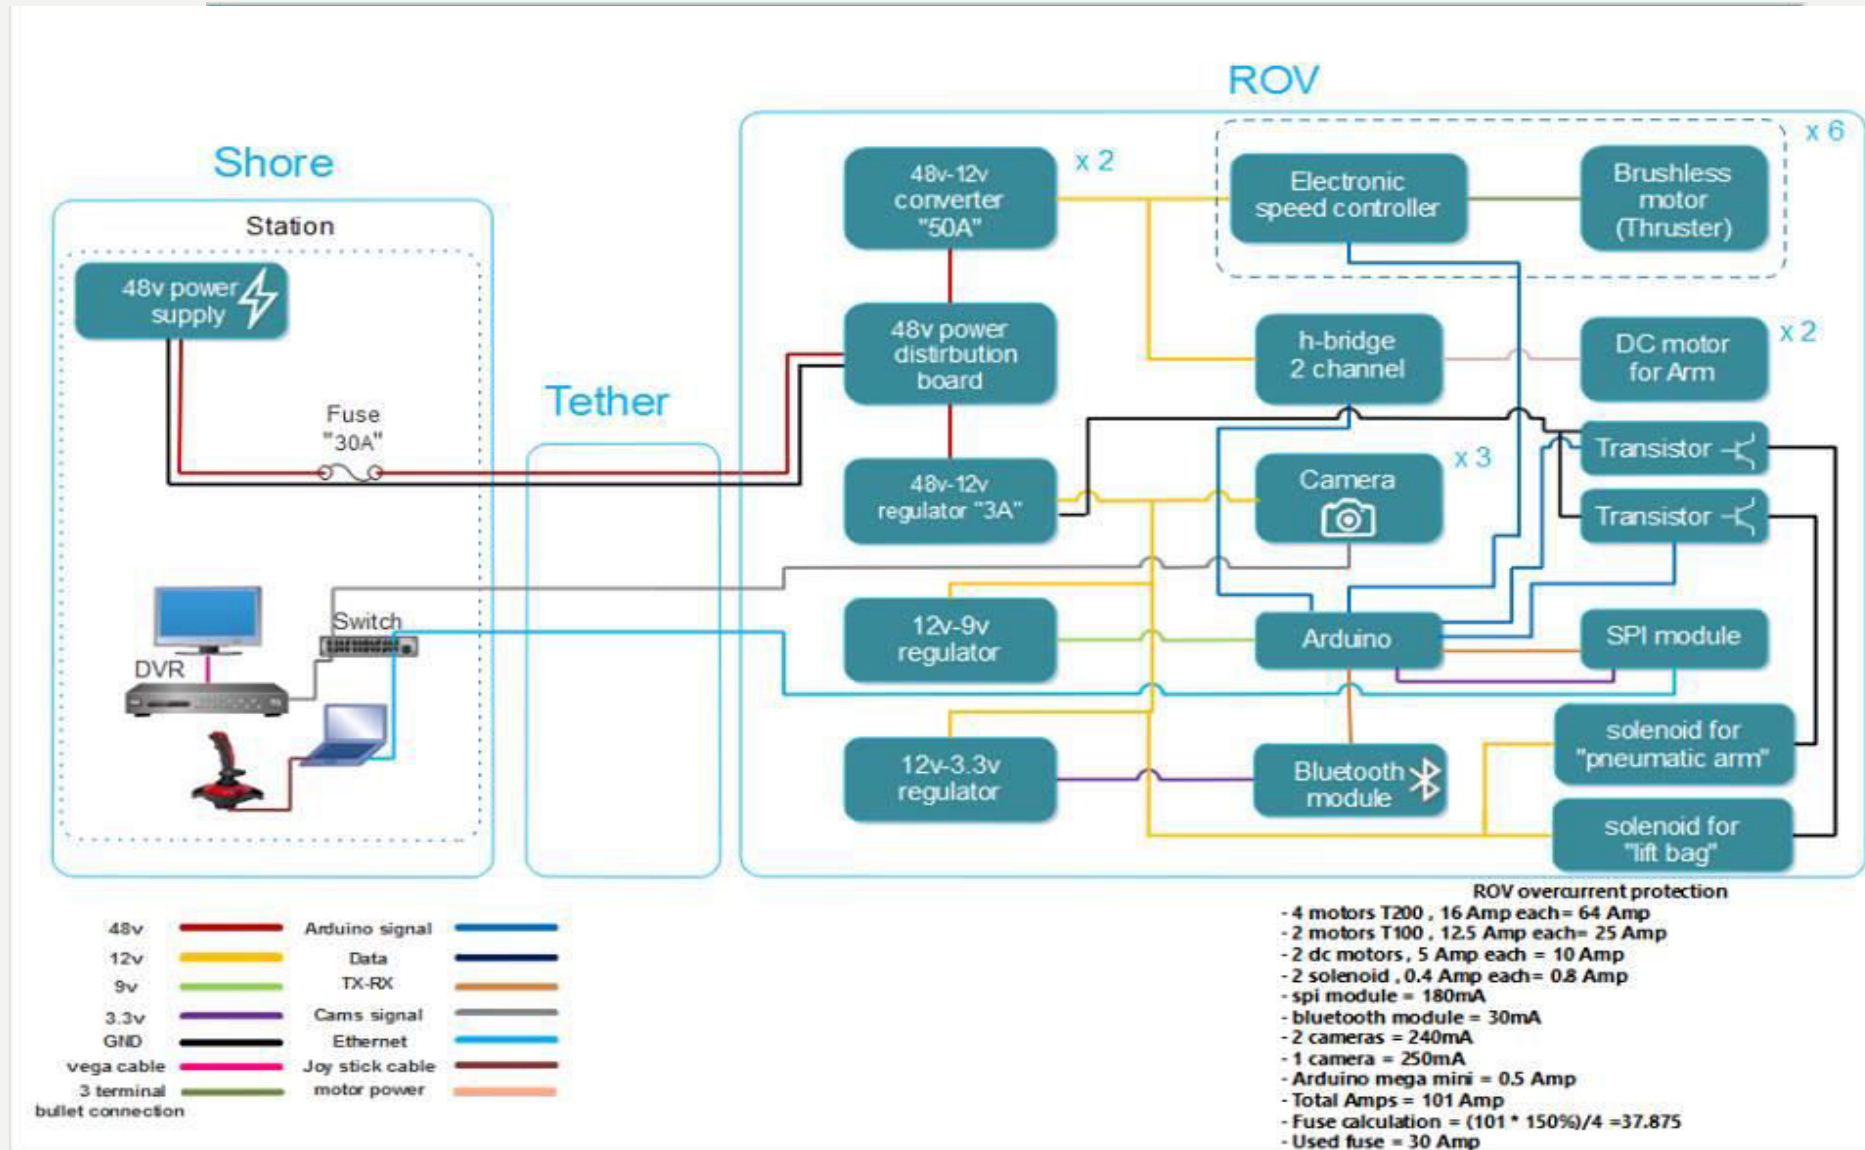 ROV
Shore
Station
48v power
supply
Fuse
"30A"
Tether
DVR
Switch
48v-12v
converter
"50A"
x 2
48v power
distirbution
board
48v-12v
regulator "3A"
12v-9v
regulator
12v-3.3v
regulator
x 6
Electronic
speed controller
Brushless
motor
(Thruster)
h-bridge
2 channel
DC motor
for Arm
x 2
Camera
x 3
Transistor
Transistor
Arduino
SPI module
Bluetooth
module
solenoid for
"pneumatic arm"
solenoid for
"lift bag"
48v
12v
9v
3.3v
GND
vega cable
3 terminal
bullet connection
Arduino signal
Data
TX-RX
Cams signal
Ethernet
Joy stick cable
motor power
ROV overcurrent protection
- 4 motors T200 , 16 Amp each= 64 Amp
- 2 motors T100 , 12.5 Amp each= 25 Amp
- 2 dc motors , 5 Amp each = 10 Amp
- 2 solenoid , 0.4 Amp each= 0.8 Amp
- spi module = 180mA
- bluetooth module = 30mA
- 2 cameras = 240mA
- 1 camera = 250mA
- Arduino mega mini = 0.5 Amp
- Total Amps = 101 Amp
- Fuse calculation = (101 * 150%)/4 =37.875
- Used fuse = 30 Amp